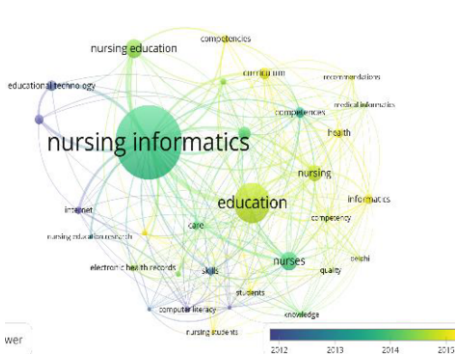 competencies
nursing education
curriculum
recommendations
educational technology
medical informatics
competences
health
nursing informatics
nursing
education
informatics
internet
competency
care
nursing education research
delphi
nurses
electronic health records
skills
quality
students
computer literacy
knowledge
nursing students
wer
2012 2013 2014 2015